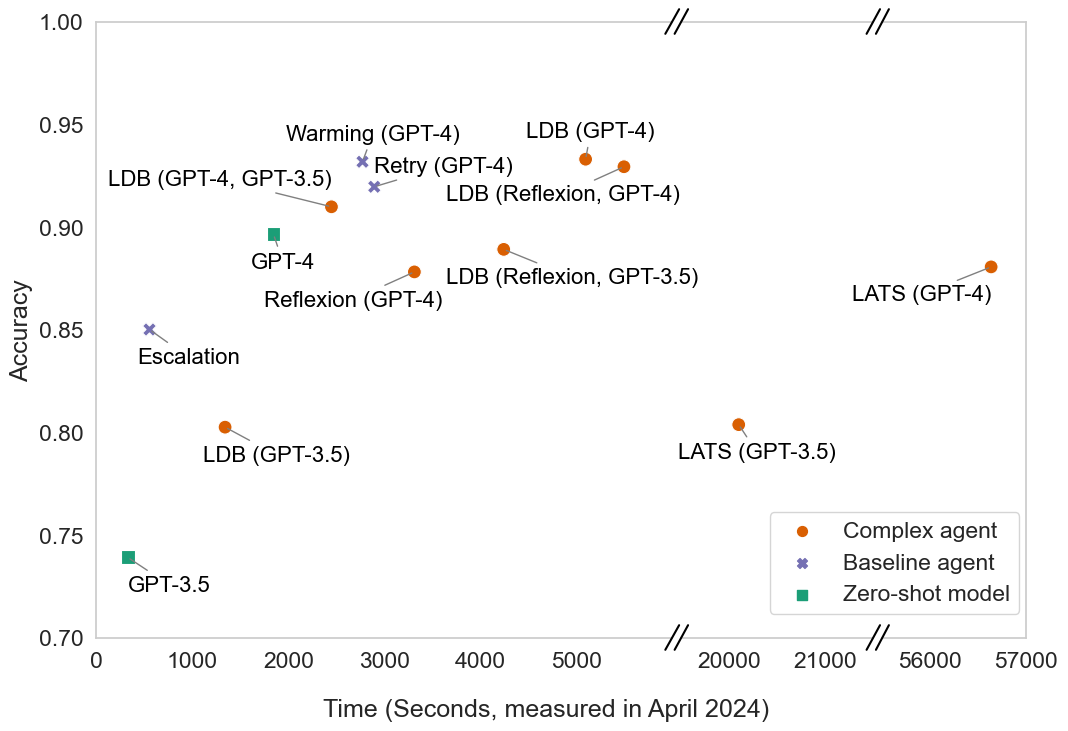 1.00
0.95
0.90
0.85
0.80
0.75
0.70
Accuracy
Warming (GPT-4)
LDB (GPT-4)
Retry (GPT-4)
LDB (GPT-4, GPT-3.5)
LDB (Reflexion, GPT-4)
GPT-4
LDB (Reflexion, GPT-3.5)
LATS (GPT-4)
Reflexion (GPT-4)
Escalation
LDB (GPT-3.5)
LATS (GPT-3.5)
GPT-3.5
Complex agent
Baseline agent
Zero-shot model
0 1000 2000 3000 4000 5000 20000 21000 56000 57000
Time (Seconds, measured in April 2024)